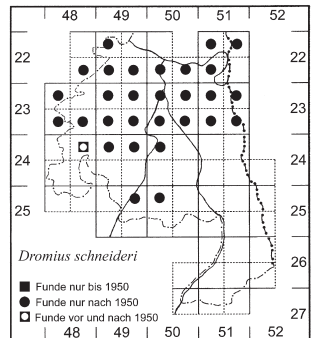 48 49 50 51 52
22 22
23 23
24 24
25 25
26
27
Dromius schneideri
Funde nur bis 1950
Funde nur nach 1950
Funde vor und nach 1950
48 49 50 51